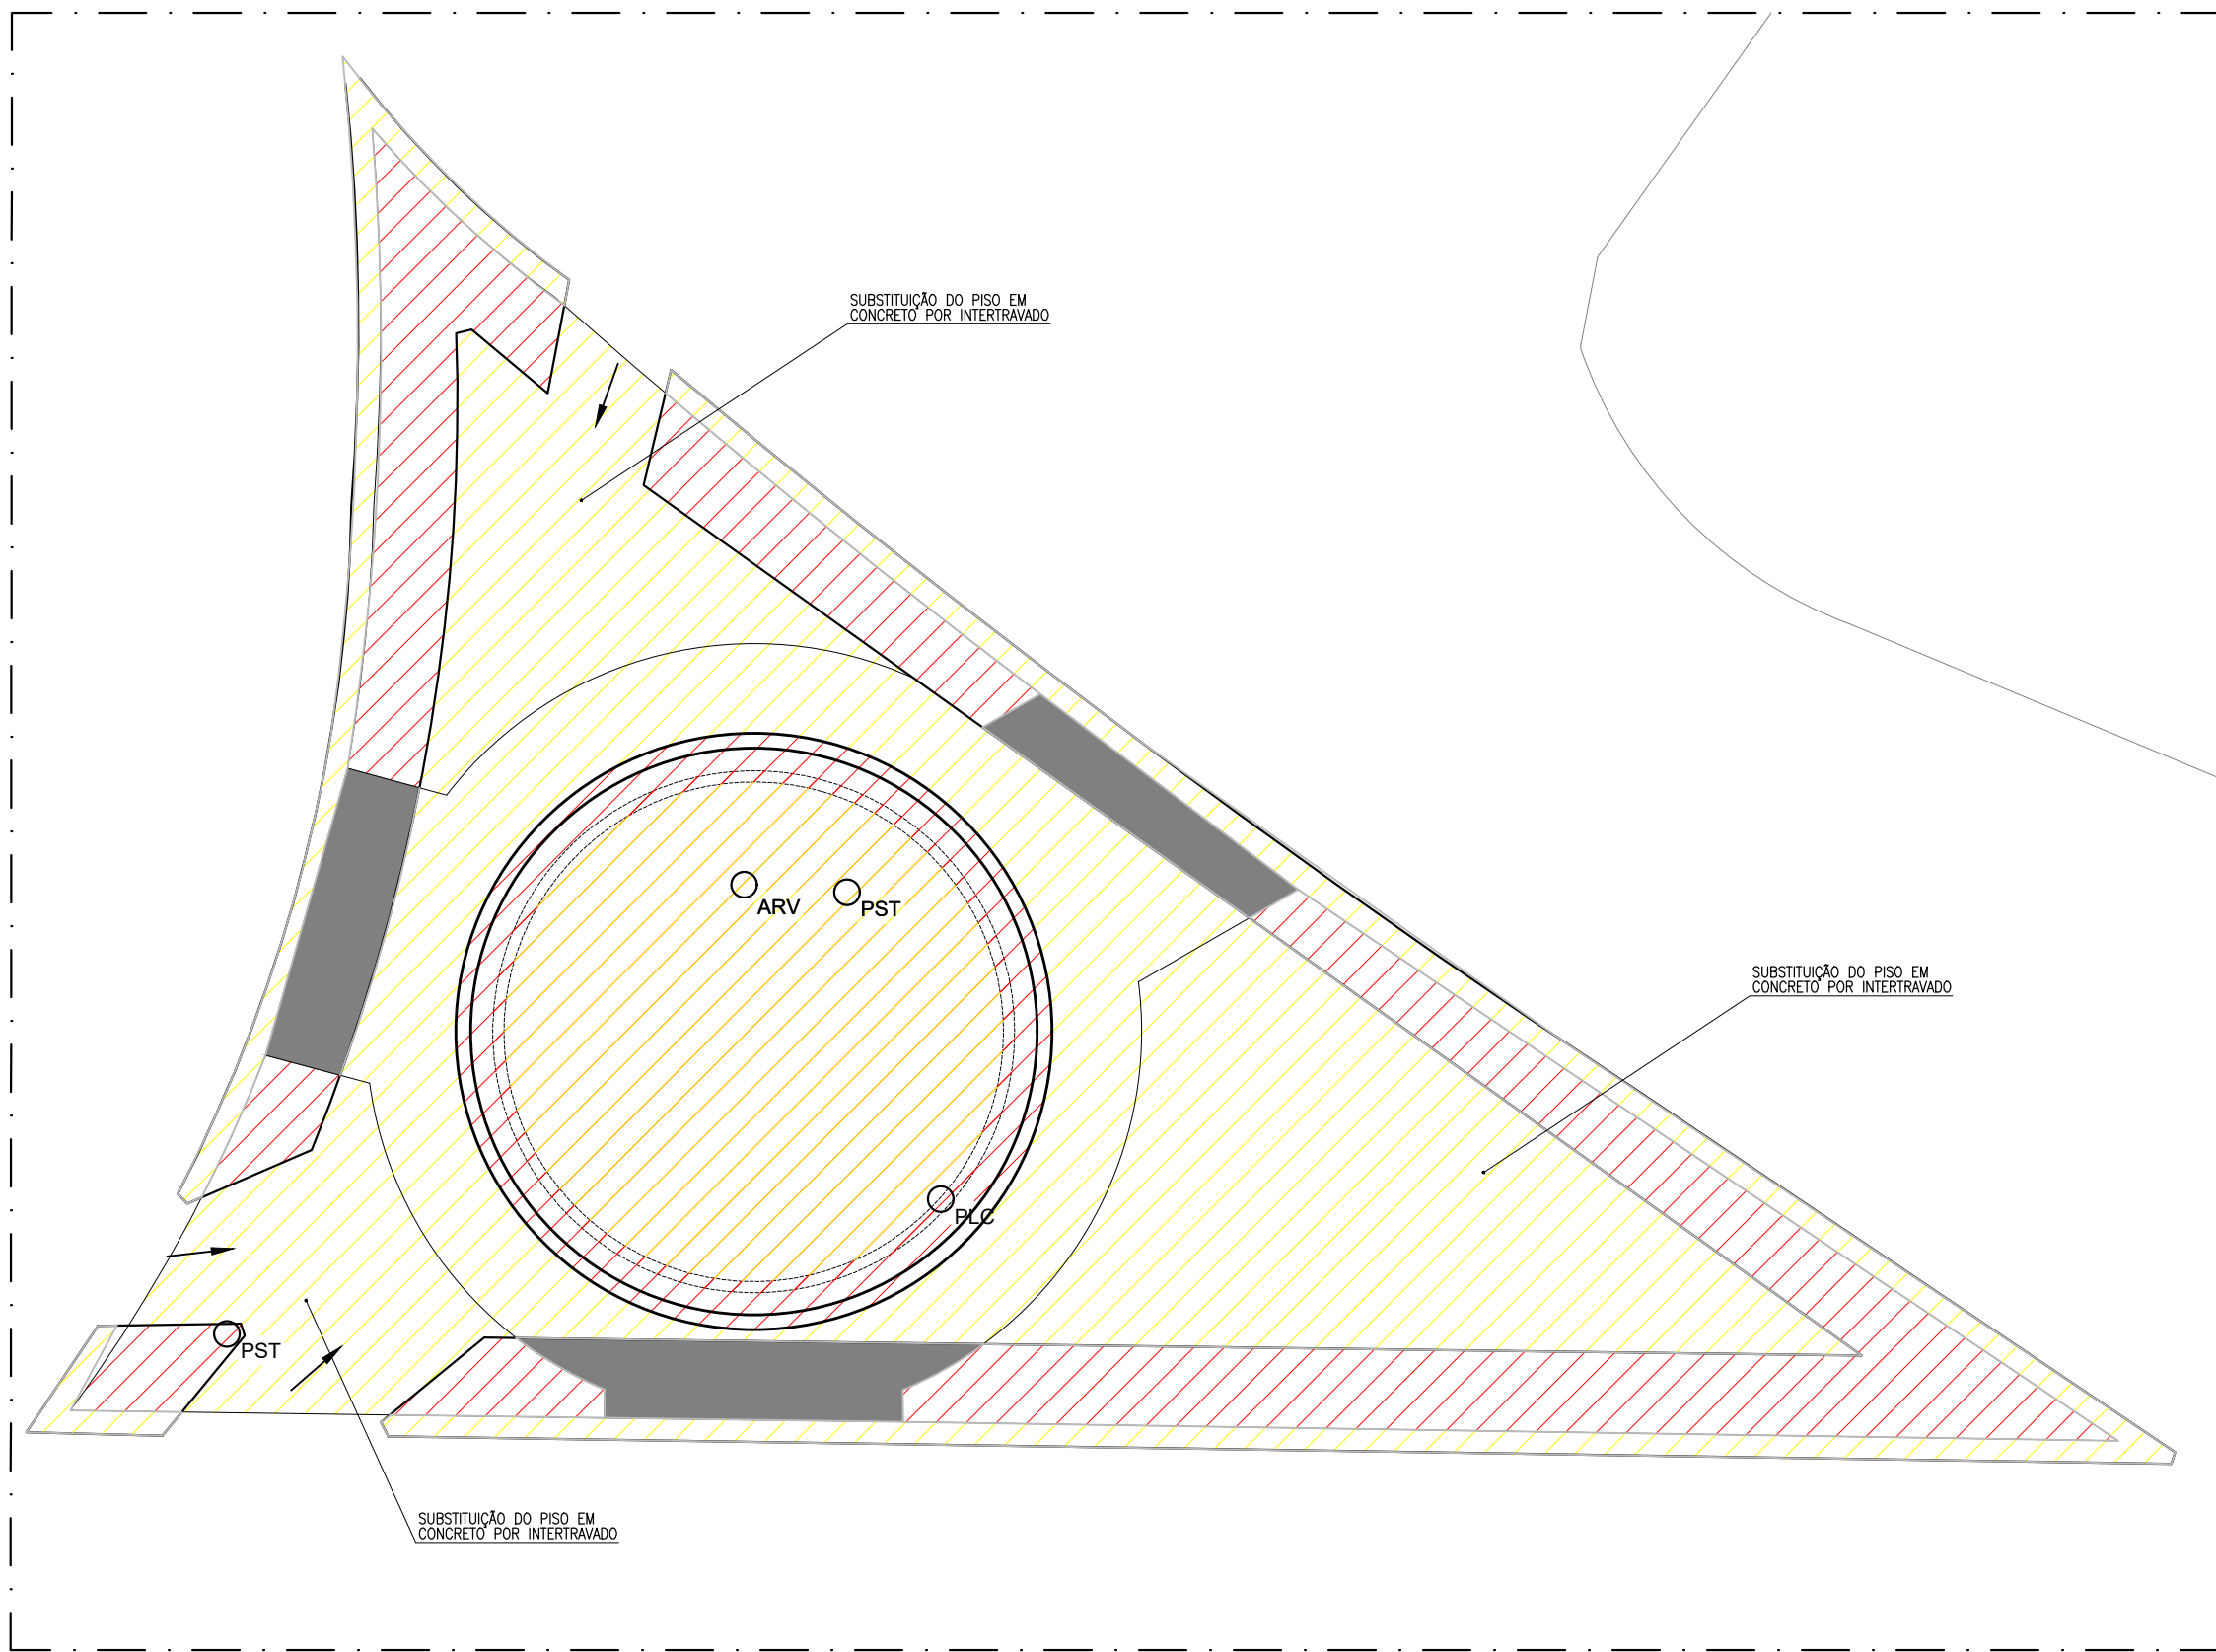 SUBSTITUIÇÃO DO PISO EM
CONCRETO POR INTERTRAVADO
ARV
PST
SUBSTITUIÇÃO DO PISO EM
CONCRETO POR INTERTRAVADO
PLC
PST
SUBSTITUIÇÃO DO PISO EM
CONCRETO POR INTERTRAVADO